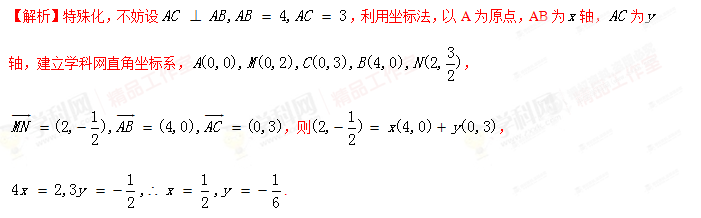 【解析】特殊化，不妨设 AC ⊥ AB, AB = 4, AC = 3，利用坐标法，以 A 为原点，AB 为 x 轴，AC 为 y
轴，建立学科网直角坐标系，A(0,0), M(0,2), C(0,3), B(4,0), N(2, 3/2)，
MN⃗ = (2, −1/2), AB⃗ = (4,0), AC⃗ = (0,3)，则(2, −1/2) = x(4,0) + y(0,3)，
4x = 2, 3y = −1/2, ∴ x = 1/2, y = −1/6.